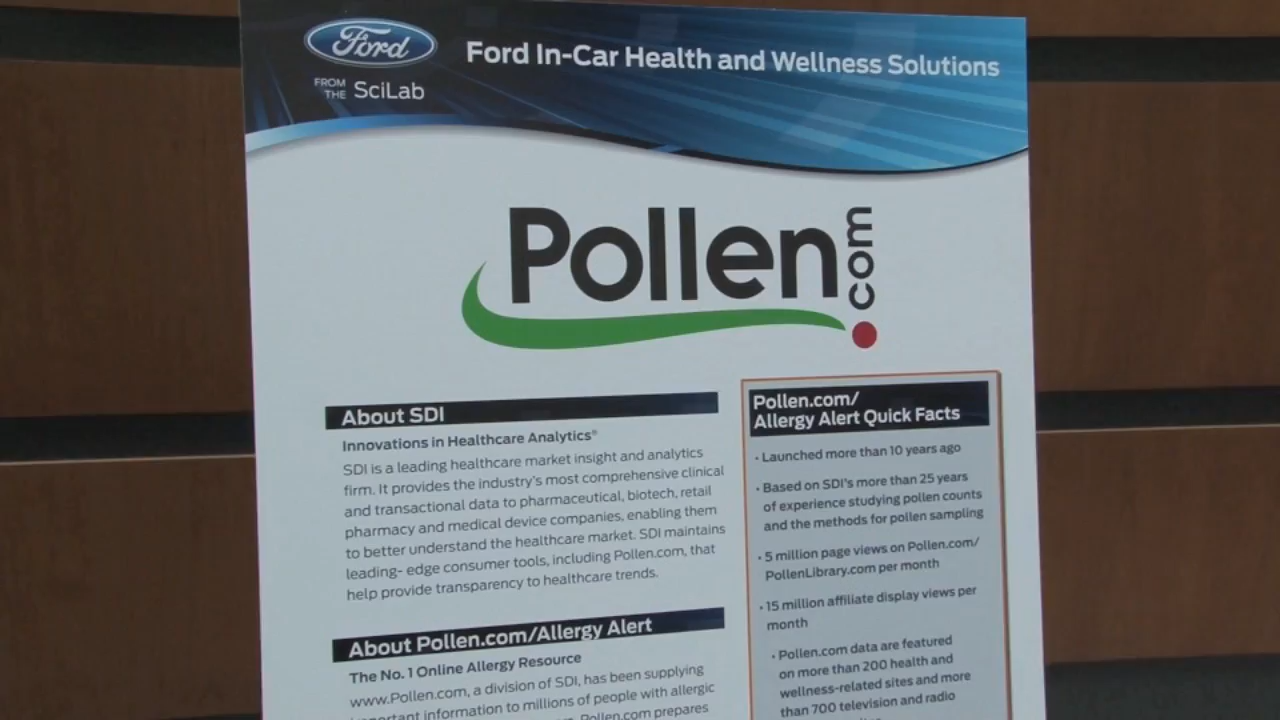 Ford
Ford In-Car Health and Wellness Solutions
FROM THE SciLab
Pollen.com
About SDI
Innovations in Healthcare Analytics®
SDI is a leading healthcare market insight and analytics
firm. It provides the industry's most comprehensive clinical
and transactional data to pharmaceutical, biotech, retail
pharmacy and medical device companies, enabling them
to better understand the healthcare market. SDI maintains
leading- edge consumer tools, including Pollen.com, that
help provide transparency to healthcare trends.
About Pollen.com/Allergy Alert
The No. 1 Online Allergy Resource
www.Pollen.com, a division of SDI, has been supplying
important information to millions of people with allergic
Pollen.com prepares
Pollen.com/
Allergy Alert Quick Facts
• Launched more than 10 years ago
• Based on SDI's more than 25 years
of experience studying pollen counts
and the methods for pollen sampling
• 5 million page views on Pollen.com/
PollenLibrary.com per month
• 15 million affiliate display views per
month
• Pollen.com data are featured
on more than 200 health and
wellness-related sites and more
than 700 television and radio